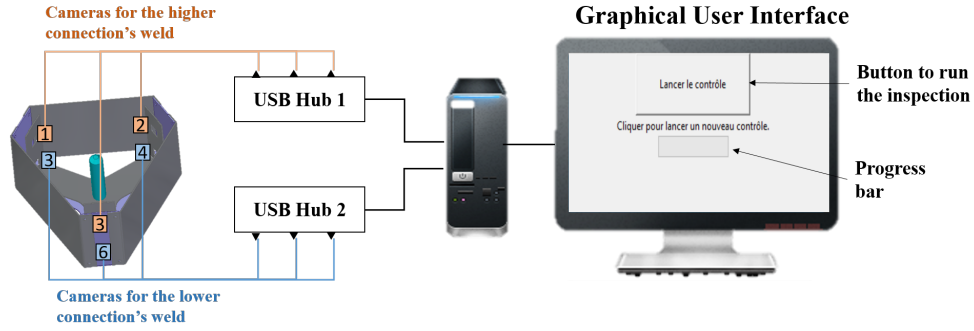 Cameras for the higher
connection's weld
Graphical User Interface
USB Hub 1
Lancer le contrôle
Button to run
the inspection
Cliquer pour lancer un nouveau contrôle.
1
2
3
4
Progress
bar
USB Hub 2
3
6
Cameras for the lower
connection's weld